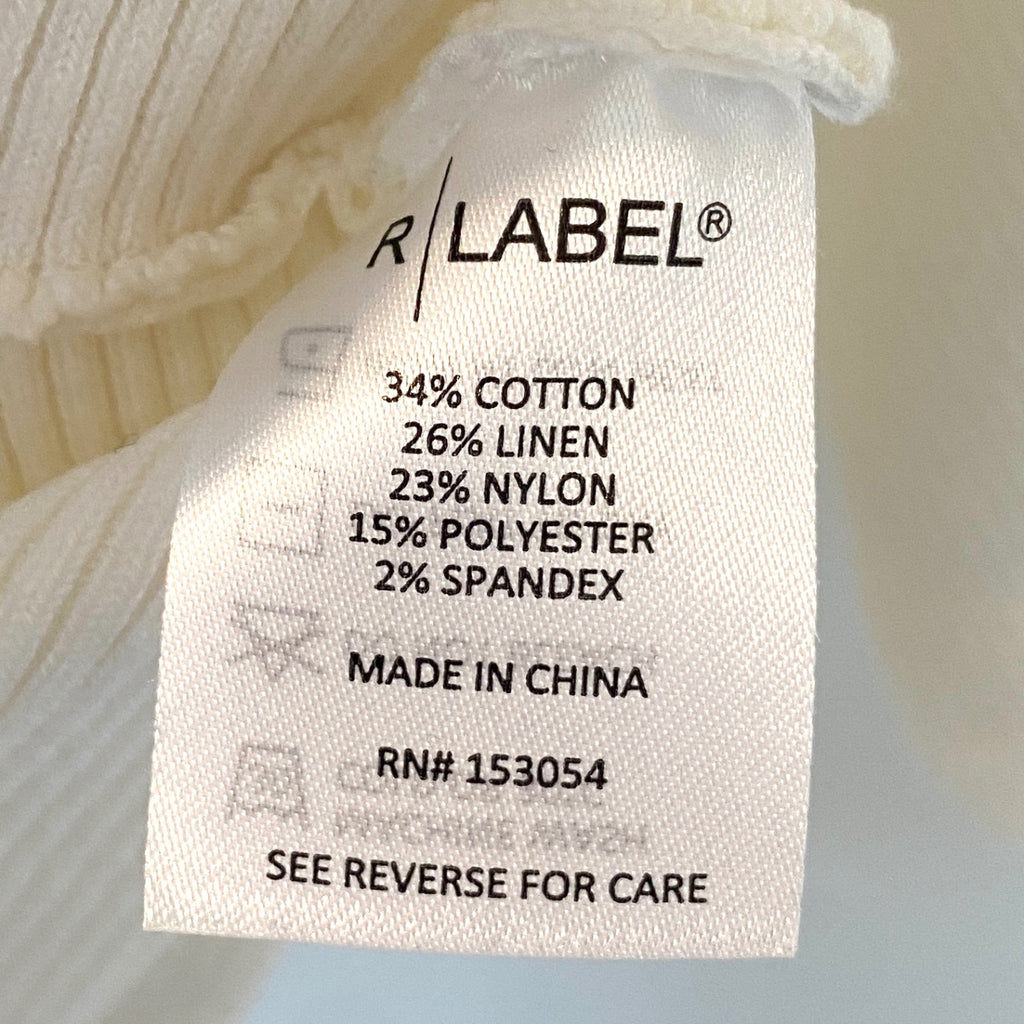 R/LABEL®
34% COTTON
26% LINEN
23% NYLON
15% POLYESTER
2% SPANDEX
MADE IN CHINA
RN# 153054
SEE REVERSE FOR CARE